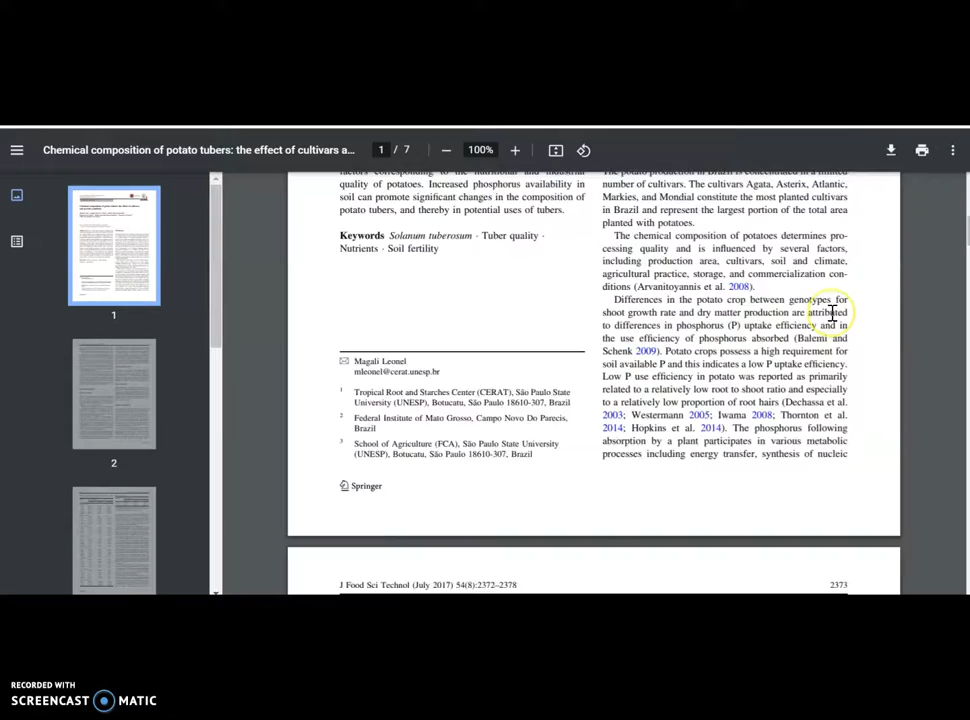 Chemical composition of potato tubers: the effect of cultivars a...
1 / 7
100%
1
2
quality of potatoes. Increased phosphorus availability in
soil can promote significant changes in the composition of
potato tubers, and thereby in potential uses of tubers.
Keywords Solanum tuberosum · Tuber quality ·
Nutrients · Soil fertility
Magali Leonel
mleonel@cerat.unesp.br
1 Tropical Root and Starches Center (CERAT), São Paulo State
University (UNESP), Botucatu, São Paulo 18610-307, Brazil
2 Federal Institute of Mato Grosso, Campo Novo Do Parecis,
Brazil
3 School of Agriculture (FCA), São Paulo State University
(UNESP), Botucatu, São Paulo 18610-307, Brazil
Springer
number of cultivars. The cultivars Agata, Asterix, Atlantic,
Markies, and Mondial constitute the most planted cultivars
in Brazil and represent the largest portion of the total area
planted with potatoes.
The chemical composition of potatoes determines pro-
cessing quality and is influenced by several factors,
including production area, cultivars, soil and climate,
agricultural practice, storage, and commercialization con-
ditions (Arvanitoyannis et al. 2008).
Differences in the potato crop between genotypes for
shoot growth rate and dry matter production are attributed
to differences in phosphorus (P) uptake efficiency and in
the use efficiency of phosphorus absorbed (Balemi and
Schenk 2009). Potato crops possess a high requirement for
soil available P and this indicates a low P uptake efficiency.
Low P use efficiency in potato was reported as primarily
related to a relatively low root to shoot ratio and especially
to a relatively low proportion of root hairs (Dechassa et al.
2003; Westermann 2005; Iwama 2008; Thornton et al.
2014; Hopkins et al. 2014). The phosphorus following
absorption by a plant participates in various metabolic
processes including energy transfer, synthesis of nucleic
J Food Sci Technol (July 2017) 54(8):2372–2378
2373
RECORDED WITH
SCREENCAST MATIC